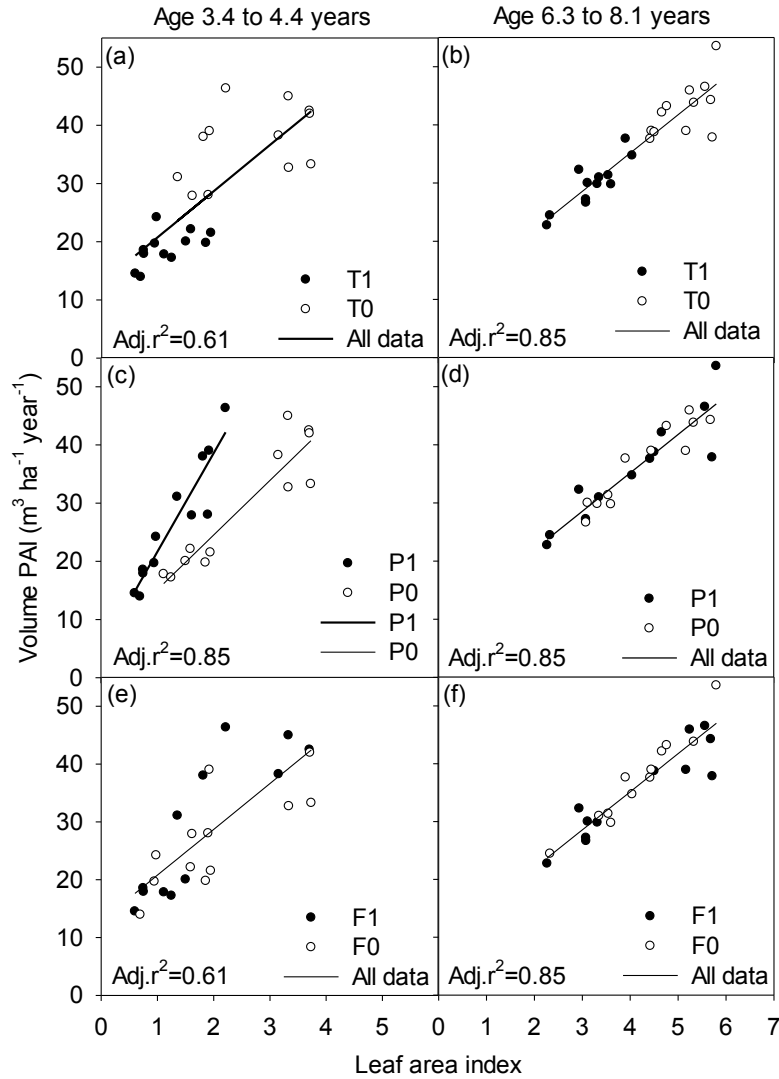 Age 3.4 to 4.4 years
Age 6.3 to 8.1 years
Volume PAI (m³ ha⁻¹ year⁻¹)
(a)
50
40
30
20
10
0
T1
T0
All data
Adj.r²=0.61
(b)
T1
T0
All data
Adj.r²=0.85
(c)
50
40
30
20
10
0
P1
P0
P1
P0
Adj.r²=0.85
(d)
P1
P0
All data
Adj.r²=0.85
(e)
50
40
30
20
10
0
F1
F0
All data
Adj.r²=0.61
(f)
F1
F0
All data
Adj.r²=0.85
0 1 2 3 4 5
0 1 2 3 4 5 6 7
Leaf area index